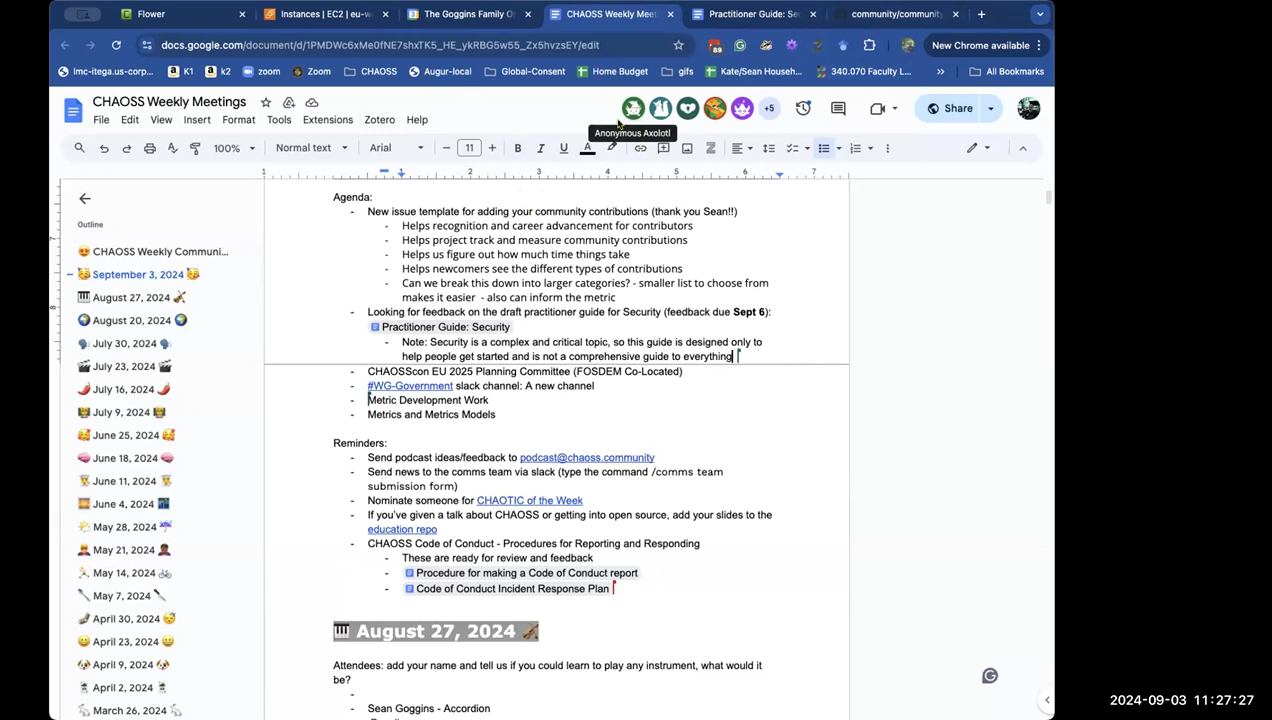 Flower
Instances | EC2 | eu-w
The Goggins Family O
CHAOSS Weekly Meet
Practitioner Guide: Se
community/community
docs.google.com/document/d/1PMDWc6xMe0fNE7shxTK5_HE_ykRBG5w55_Zx5hvzsEY/edit
89
New Chrome available
lmc-itega.us-corp...
K1
k2
zoom
Zoom
CHAOSS
Augur-local
Global-Consent
Home Budget
gifs
Kate/Sean Househ...
340.070 Faculty L...
All Bookmarks
CHAOSS Weekly Meetings
File Edit View Insert Format Tools Extensions Zotero Help
+5
Share
Anonymous Axolotl
100% Normal text Arial 11
1 1 2 3 4 5 6 7
Outline
😍 CHAOSS Weekly Communi...
🥳 September 3, 2024 🥳
🎹 August 27, 2024 🎻
🌍 August 20, 2024 🌍
July 30, 2024
🎬 July 23, 2024 🎬
🌶️ July 16, 2024 🌶️
July 9, 2024
🥰 June 25, 2024 🥰
🧠 June 18, 2024 🧠
June 11, 2024
June 4, 2024
May 28, 2024 ☔
May 21, 2024
May 14, 2024 🚲
May 7, 2024
April 30, 2024 😴
😀 April 23, 2024 😀
🐶 April 9, 2024 🐶
April 2, 2024
🐇 March 26, 2024 🐇
Agenda:
- New issue template for adding your community contributions (thank you Sean!!)
- Helps recognition and career advancement for contributors
- Helps project track and measure community contributions
- Helps us figure out how much time things take
- Helps newcomers see the different types of contributions
- Can we break this down into larger categories? - smaller list to choose from
makes it easier - also can inform the metric
- Looking for feedback on the draft practitioner guide for Security (feedback due Sept 6):
Practitioner Guide: Security
- Note: Security is a complex and critical topic, so this guide is designed only to
help people get started and is not a comprehensive guide to everything
- CHAOSScon EU 2025 Planning Committee (FOSDEM Co-Located)
- #WG-Government slack channel: A new channel
- Metric Development Work
- Metrics and Metrics Models
Reminders:
- Send podcast ideas/feedback to podcast@chaoss.community
- Send news to the comms team via slack (type the command /comms team
submission form)
- Nominate someone for CHAOTIC of the Week
- If you've given a talk about CHAOSS or getting into open source, add your slides to the
education repo
- CHAOSS Code of Conduct - Procedures for Reporting and Responding
- These are ready for review and feedback
- Procedure for making a Code of Conduct report
- Code of Conduct Incident Response Plan
🎹 August 27, 2024 🎻
Attendees: add your name and tell us if you could learn to play any instrument, what would it
be?
-
- Sean Goggins - Accordion
2024-09-03 11:27:27